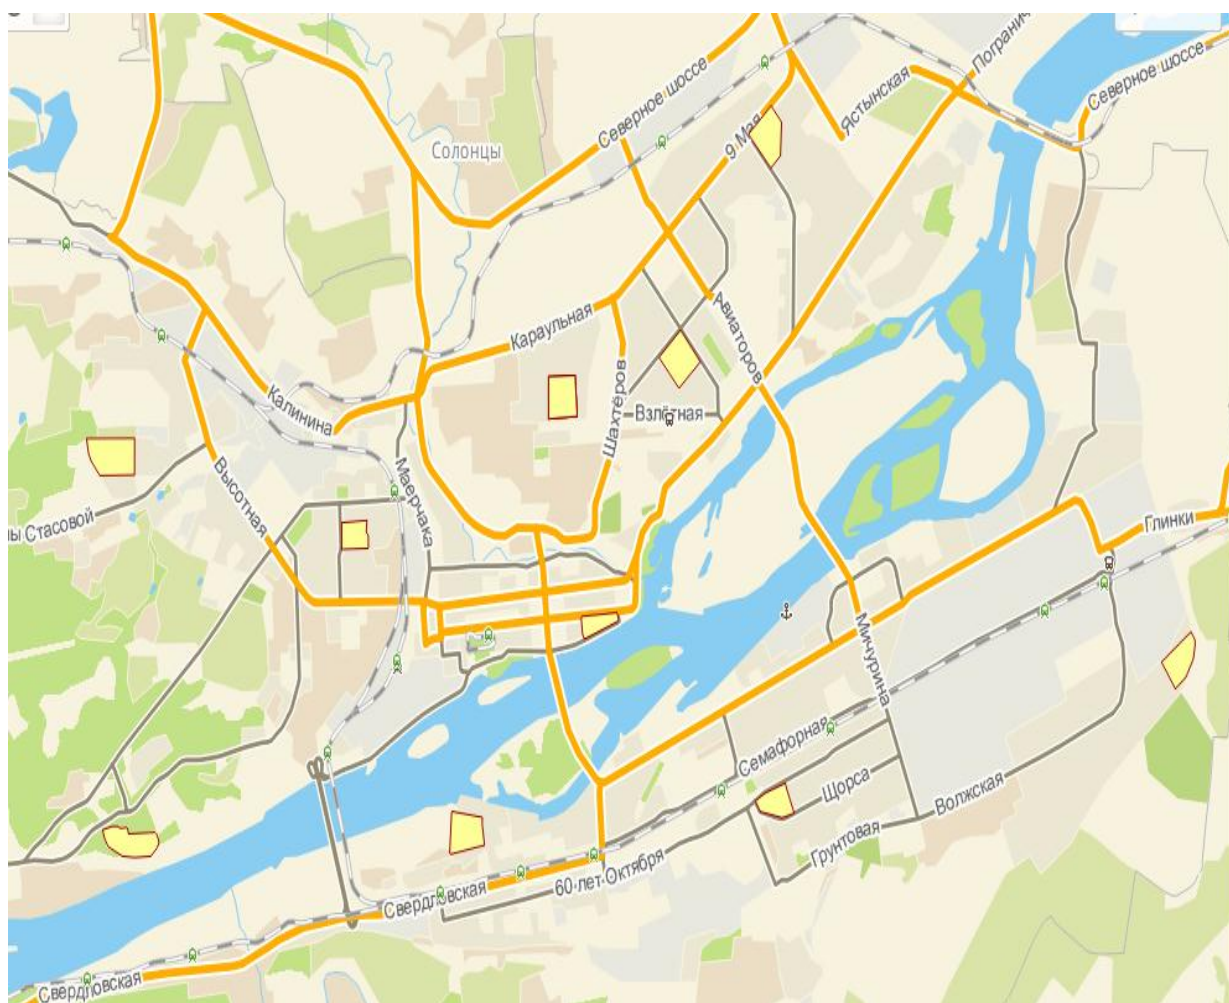 Погранич
Северное шоссе
Ястынская
Северное шоссе
9 Мая
Солонцы
Караульная
Авиаторов
Шахтёров
Взлётная
Калинина
Маерчака
Высотная
ны Стасовой
Глинки
Мичурина
Семафорная
Щорса
Волжская
Грунтовая
60 лет Октября
Свердловская
Свердловская